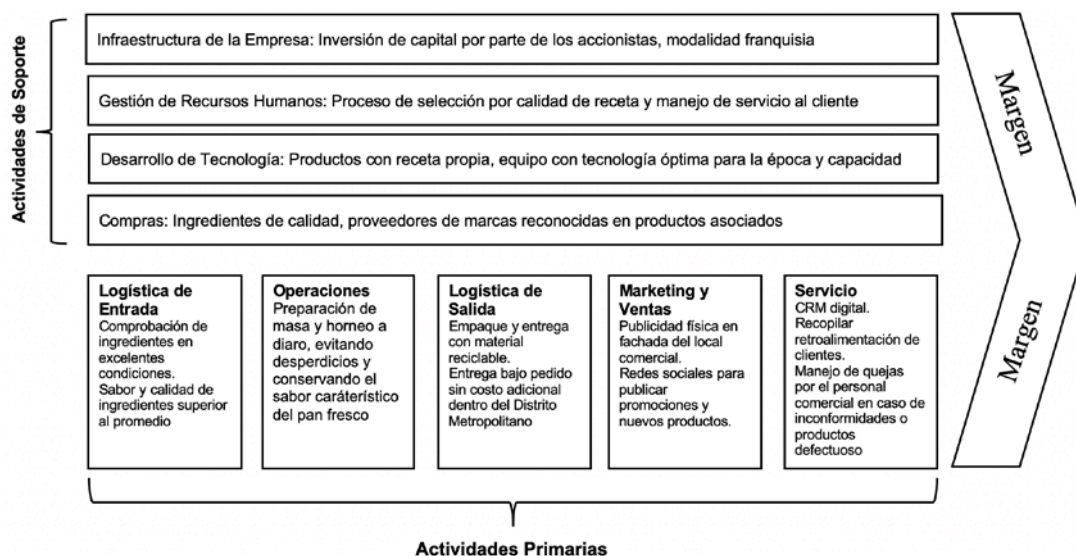 Actividades de Soporte
Infraestructura de la Empresa: Inversión de capital por parte de los accionistas, modalidad franquisia
Gestión de Recursos Humanos: Proceso de selección por calidad de receta y manejo de servicio al cliente
Desarrollo de Tecnología: Productos con receta propia, equipo con tecnología óptima para la época y capacidad
Compras: Ingredientes de calidad, proveedores de marcas reconocidas en productos asociados
Margen
Margen
Logística de
Entrada
Comprobación de
ingredientes en
excelentes
condiciones.
Sabor y calidad de
ingredientes superior
al promedio
Operaciones
Preparación de
masa y horneo a
diaro, evitando
desperdicios y
conservando el
sabor caráterístico
del pan fresco
Logística de
Salida
Empaque y entrega
con material
reciclable.
Entrega bajo pedido
sin costo adicional
dentro del Distrito
Metropolitano
Marketing y
Ventas
Publicidad física en
fachada del local
comercial.
Redes sociales para
publicar
promociones y
nuevos productos.
Servicio
CRM digital.
Recopilar
retroalimentación de
clientes.
Manejo de quejas
por el personal
comercial en caso de
inconformidades o
productos
defectuoso
Actividades Primarias